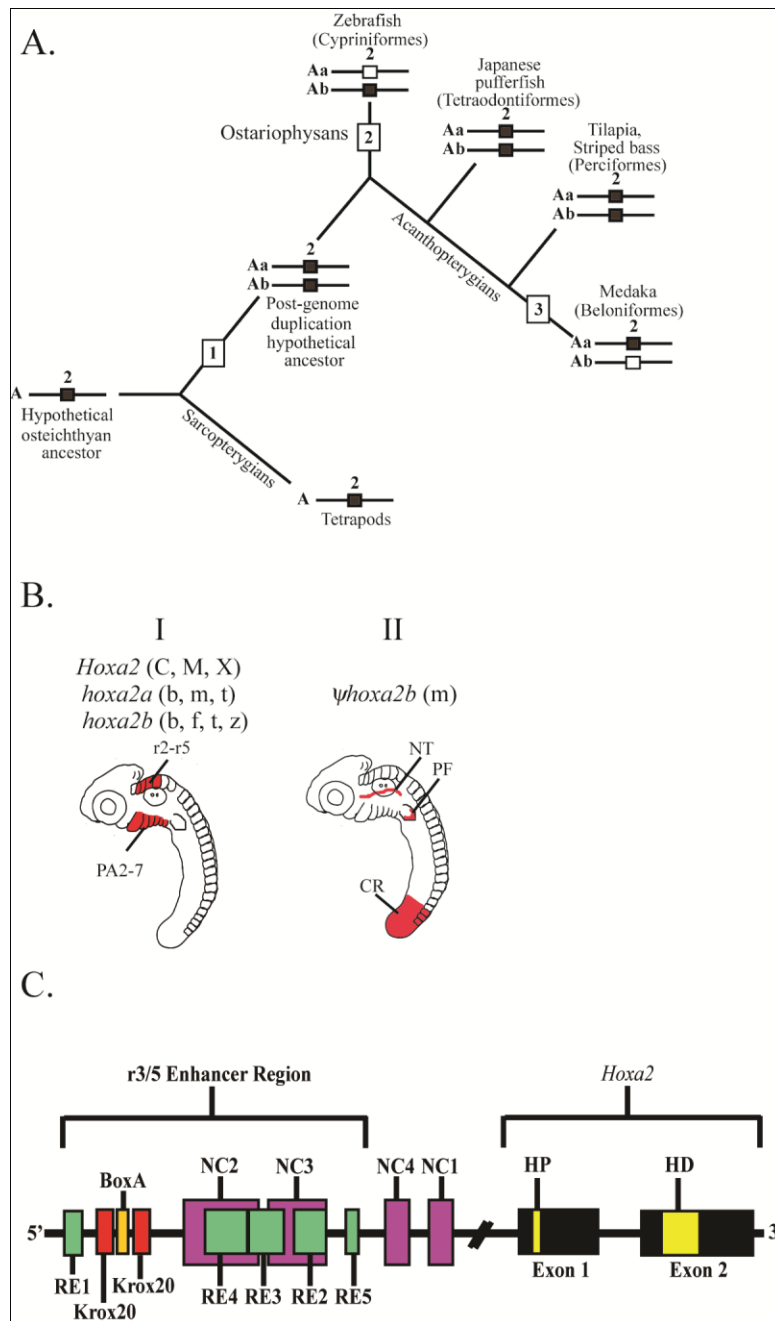 A.
Zebrafish
(Cypriniformes)
2
Aa
Ab
Ostariophysans
2
Japanese
pufferfish
(Tetraodontiformes)
2
Aa
Ab
Tilapia,
Striped bass
(Perciformes)
2
Aa
Ab
Acanthopterygians
3
Medaka
(Beloniformes)
2
Aa
Ab
2
Aa
Ab
Post-genome
duplication
hypothetical
ancestor
1
2
A
Hypothetical
osteichthyan
ancestor
Sarcopterygians
2
A
Tetrapods
B.
I
Hoxa2 (C, M, X)
hoxa2a (b, m, t)
hoxa2b (b, f, t, z)
r2-r5
PA2-7
II
ψhoxa2b (m)
NT
PF
CR
C.
r3/5 Enhancer Region
Hoxa2
BoxA
NC2
NC3
NC4
NC1
HP
HD
5’
3
RE1
Krox20
Krox20
RE4
RE3
RE2
RE5
Exon 1
Exon 2